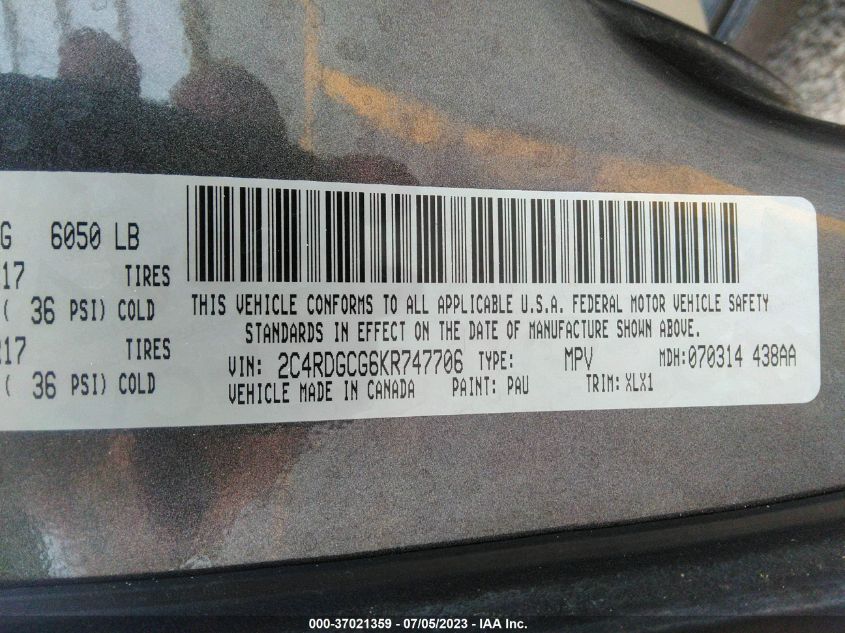 G 6050 LB
17 TIRES
( 36 PSI) COLD
17 TIRES
( 36 PSI) COLD
THIS VEHICLE CONFORMS TO ALL APPLICABLE U.S.A. FEDERAL MOTOR VEHICLE SAFETY
STANDARDS IN EFFECT ON THE DATE OF MANUFACTURE SHOWN ABOVE.
VIN: 2C4RDGCG6KR747706 TYPE: MPV MDH:070314 438AA
VEHICLE MADE IN CANADA PAINT: PAU TRIM: XLX1
000-37021359 / 07/05/2023 - IAA Inc.